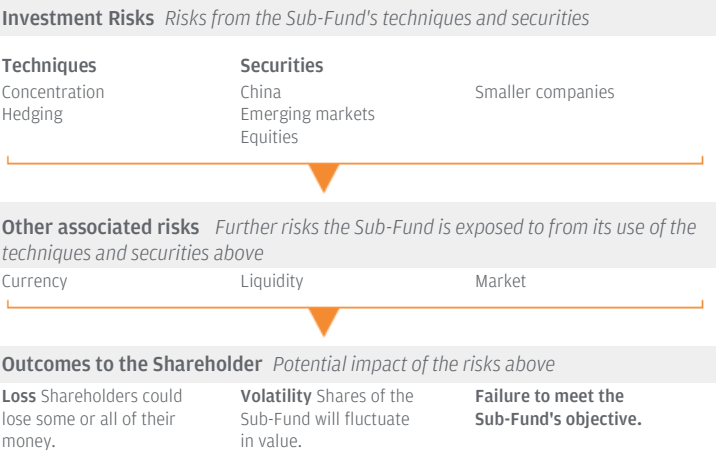 Investment Risks Risks from the Sub-Fund's techniques and securities
Techniques
Concentration
Hedging
Securities
China
Emerging markets
Equities
Smaller companies
Other associated risks Further risks the Sub-Fund is exposed to from its use of the
techniques and securities above
Currency
Liquidity
Market
Outcomes to the Shareholder Potential impact of the risks above
Loss Shareholders could
lose some or all of their
money.
Volatility Shares of the
Sub-Fund will fluctuate
in value.
Failure to meet the
Sub-Fund's objective.